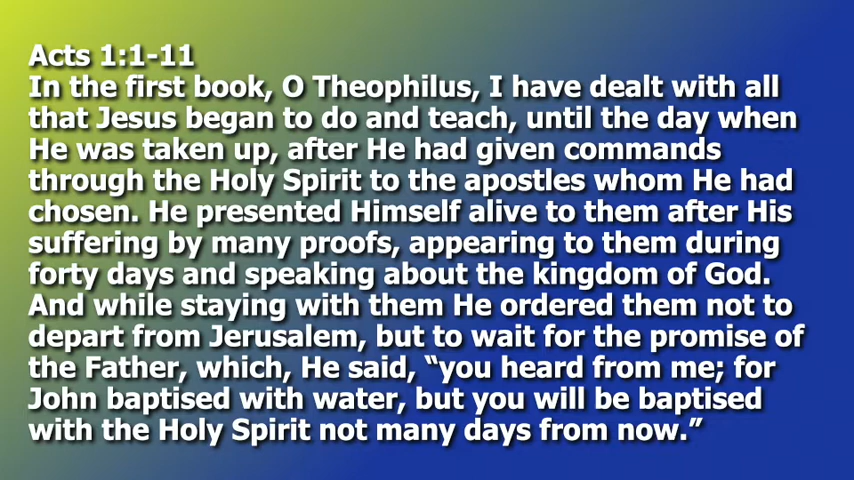 Acts 1:1-11
In the first book, O Theophilus, I have dealt with all
that Jesus began to do and teach, until the day when
He was taken up, after He had given commands
through the Holy Spirit to the apostles whom He had
chosen. He presented Himself alive to them after His
suffering by many proofs, appearing to them during
forty days and speaking about the kingdom of God.
And while staying with them He ordered them not to
depart from Jerusalem, but to wait for the promise of
the Father, which, He said, “you heard from me; for
John baptised with water, but you will be baptised
with the Holy Spirit not many days from now.”